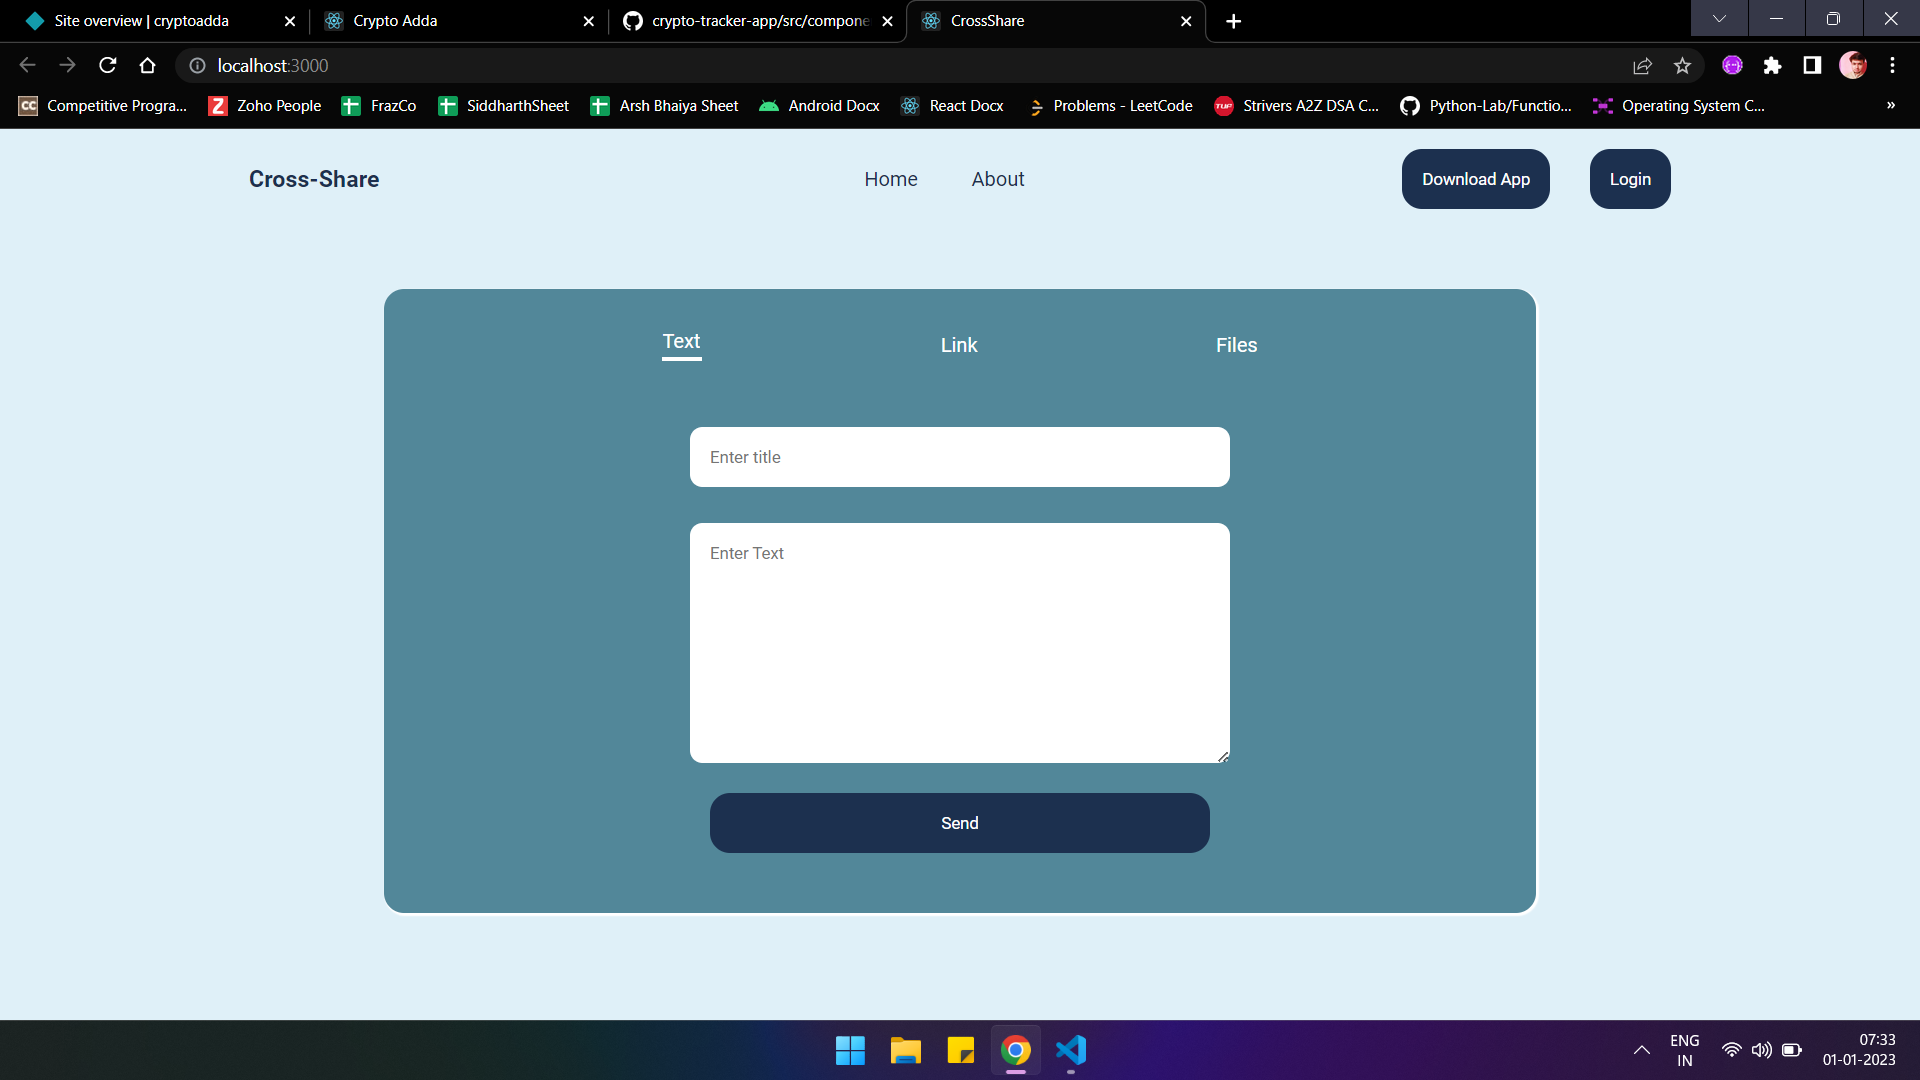 Site overview | cryptoadda
Crypto Adda
crypto-tracker-app/src/compone
CrossShare
localhost:3000
CC
Competitive Progra...
Z
Zoho People
FrazCo
SiddharthSheet
Arsh Bhaiya Sheet
Android Docx
React Docx
Problems - LeetCode
TUF
Strivers A2Z DSA C...
Python-Lab/Functio...
Operating System C...
»
Cross-Share
Home
About
Download App
Login
Text
Link
Files
Enter title
Enter Text
Send
ENG
IN
07:33
01-01-2023